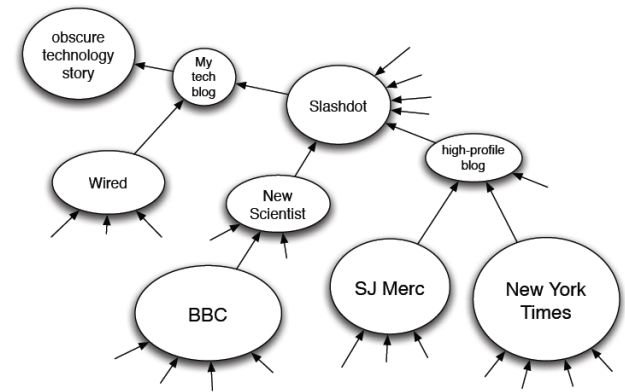 obscure
technology
story
My
tech
blog
Slashdot
high-profile
blog
Wired
New
Scientist
BBC
SJ Merc
New York
Times